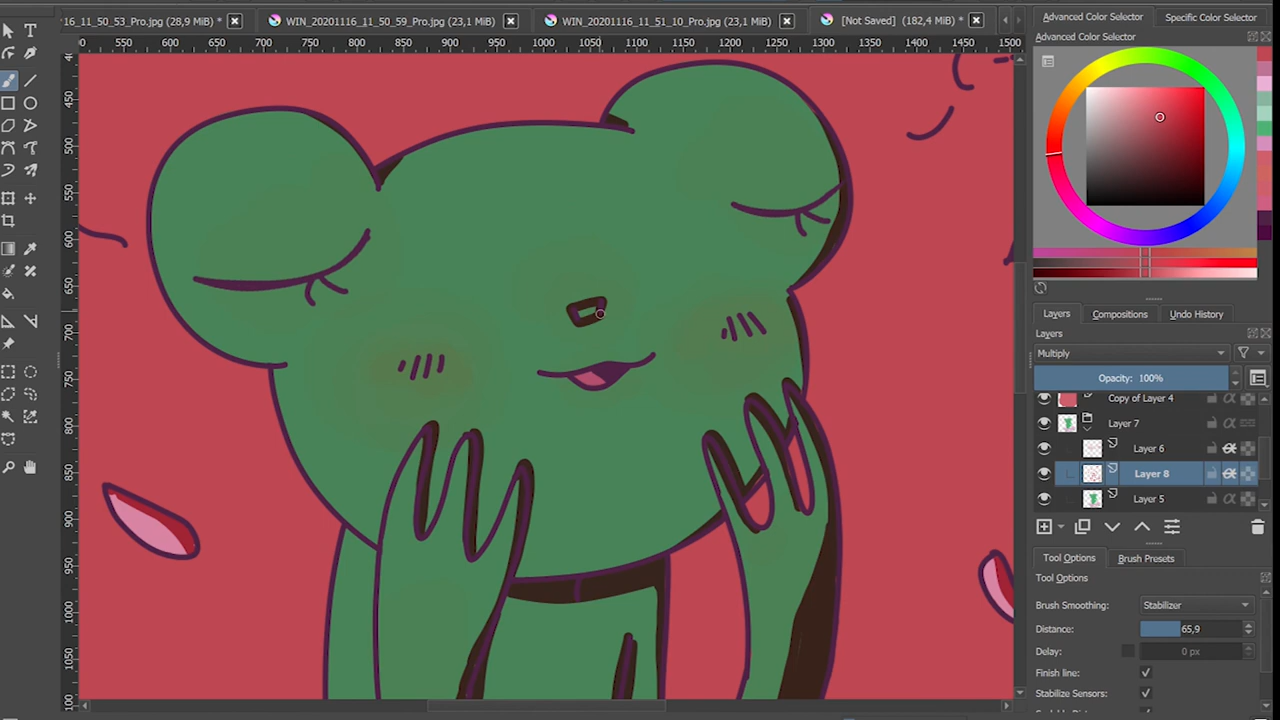 16_11_50_53_Pro.jpg (28,9 MiB) *
WIN_20201116_11_50_59_Pro.jpg (23,1 MiB)
WIN_20201116_11_51_10_Pro.jpg (23,1 MiB)
[Not Saved] (182,4 MiB) *
Advanced Color Selector
Specific Color Selector
Advanced Color Selector
550 600 650 700 750 800 850 900 950 1000 1050 1100 1150 1200 1250 1300 1350 1400 1450 1500
450
500
550
600
650
700
750
800
850
900
950
1000
1050
Layers
Compositions
Undo History
Layers
Multiply
Opacity: 100%
Copy of Layer 4
Layer 7
Layer 6
Layer 8
Layer 5
Tool Options
Brush Presets
Tool Options
Brush Smoothing:
Stabilizer
Distance:
65,9
Delay:
0 px
Finish line:
Stabilize Sensors: